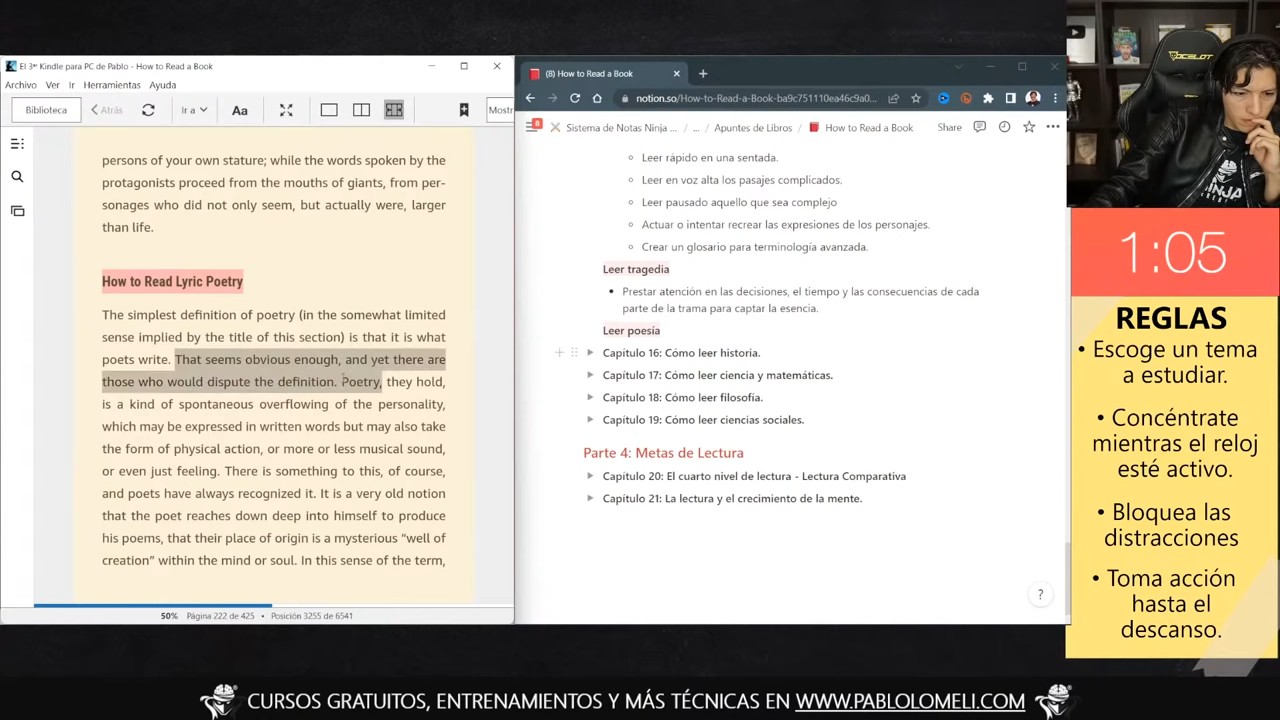 El 3er Kindle para PC de Pablo - How to Read a Book
Archivo Ver Ir Herramientas Ayuda
Biblioteca
Atrás
Ir a
Aa
Mostr
persons of your own stature; while the words spoken by the
protagonists proceed from the mouths of giants, from per-
sonages who did not only seem, but actually were, larger
than life.
How to Read Lyric Poetry
The simplest definition of poetry (in the somewhat limited
sense implied by the title of this section) is that it is what
poets write. That seems obvious enough, and yet there are
those who would dispute the definition. Poetry, they hold,
is a kind of spontaneous overflowing of the personality,
which may be expressed in written words but may also take
the form of physical action, or more or less musical sound,
or even just feeling. There is something to this, of course,
and poets have always recognized it. It is a very old notion
that the poet reaches down deep into himself to produce
his poems, that their place of origin is a mysterious “well of
creation” within the mind or soul. In this sense of the term,
50% Página 222 de 425 • Posición 3255 de 6541
(8) How to Read a Book
notion.so/How-to-Read-a-Book-ba9c751110ea46c9a0...
8
Sistema de Notas Ninja ... / ... / Apuntes de Libros / How to Read a Book
Share
Leer rápido en una sentada.
Leer en voz alta los pasajes complicados.
Leer pausado aquello que sea complejo
Actuar o intentar recrear las expresiones de los personajes.
Crear un glosario para terminología avanzada.
Leer tragedia
Prestar atención en las decisiones, el tiempo y las consecuencias de cada
parte de la trama para captar la esencia.
Leer poesía
Capítulo 16: Cómo leer historia.
Capítulo 17: Cómo leer ciencia y matemáticas.
Capítulo 18: Cómo leer filosofía.
Capítulo 19: Cómo leer ciencias sociales.
Parte 4: Metas de Lectura
Capítulo 20: El cuarto nivel de lectura - Lectura Comparativa
Capítulo 21: La lectura y el crecimiento de la mente.
?
OCELOT
NINJA
1:05
REGLAS
• Escoge un tema
a estudiar.
• Concéntrate
mientras el reloj
esté activo.
• Bloquea las
distracciones
• Toma acción
hasta el
descanso.
CURSOS GRATUITOS, ENTRENAMIENTOS Y MÁS TÉCNICAS EN WWW.PABLOLOMELI.COM